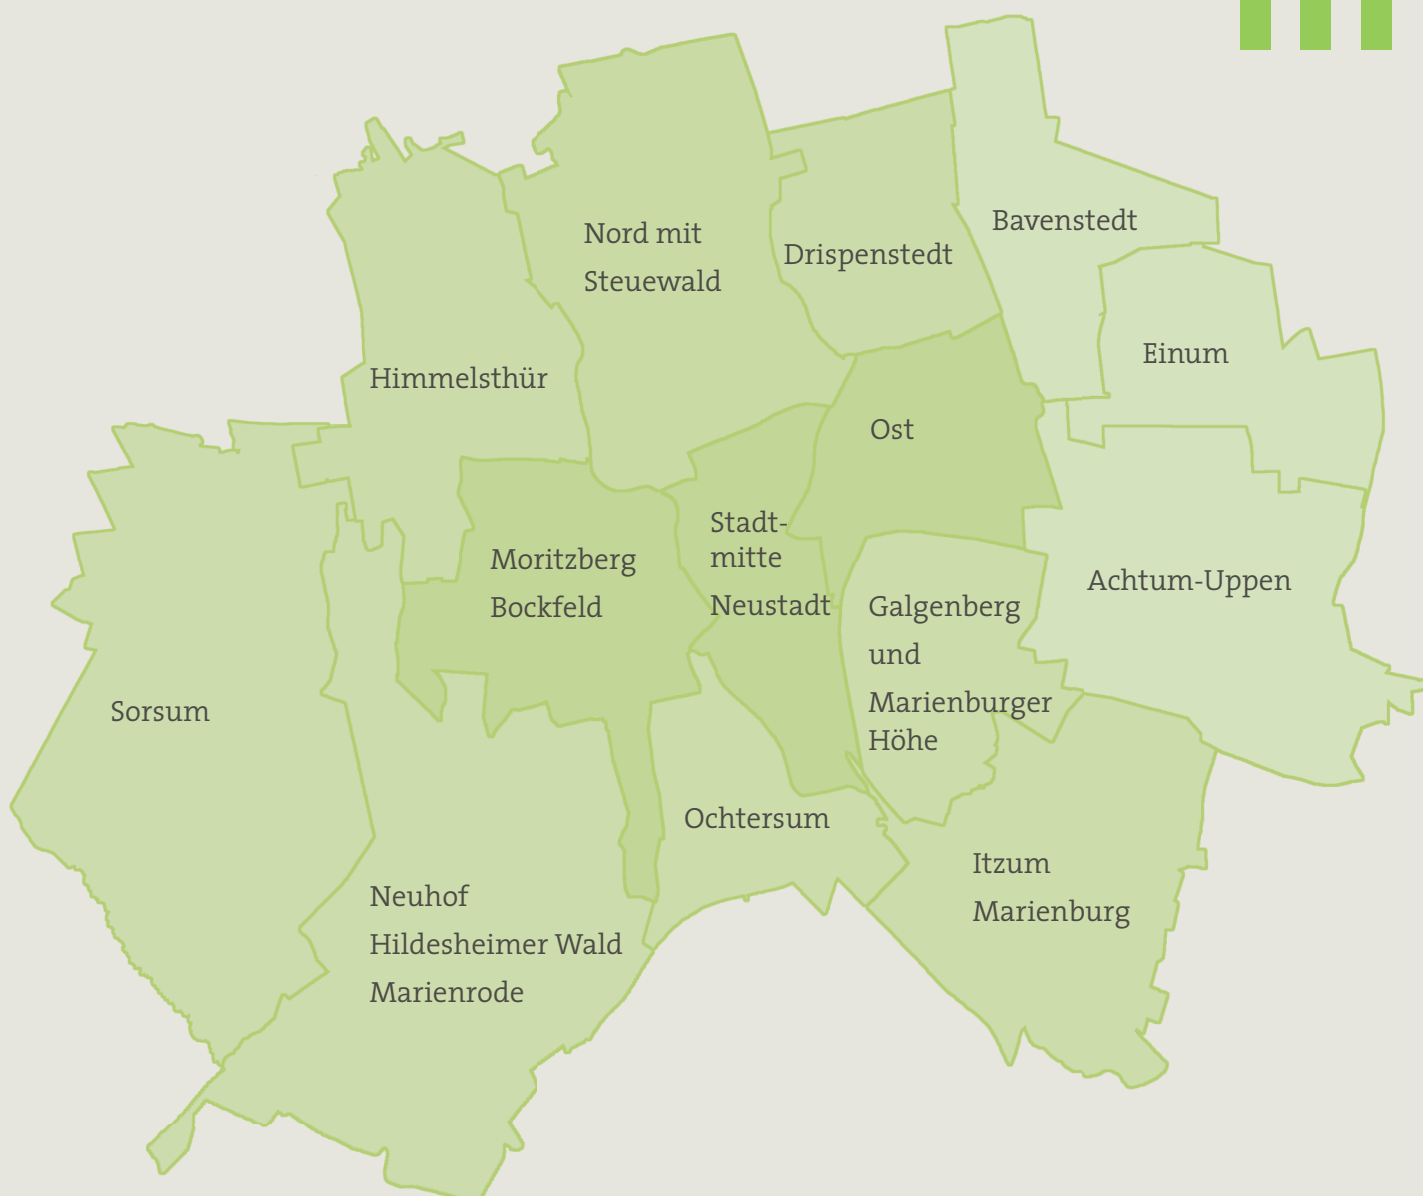 Nord mit
Steuewald
Drispenstedt
Bavenstedt
Einum
Himmelsthür
Ost
Stadt-
mitte
Neustadt
Moritzberg
Bockfeld
Achtum-Uppen
Galgenberg
und
Marienburger
Höhe
Sorsum
Ochtersum
Itzum
Marienburg
Neuhof
Hildesheimer Wald
Marienrode